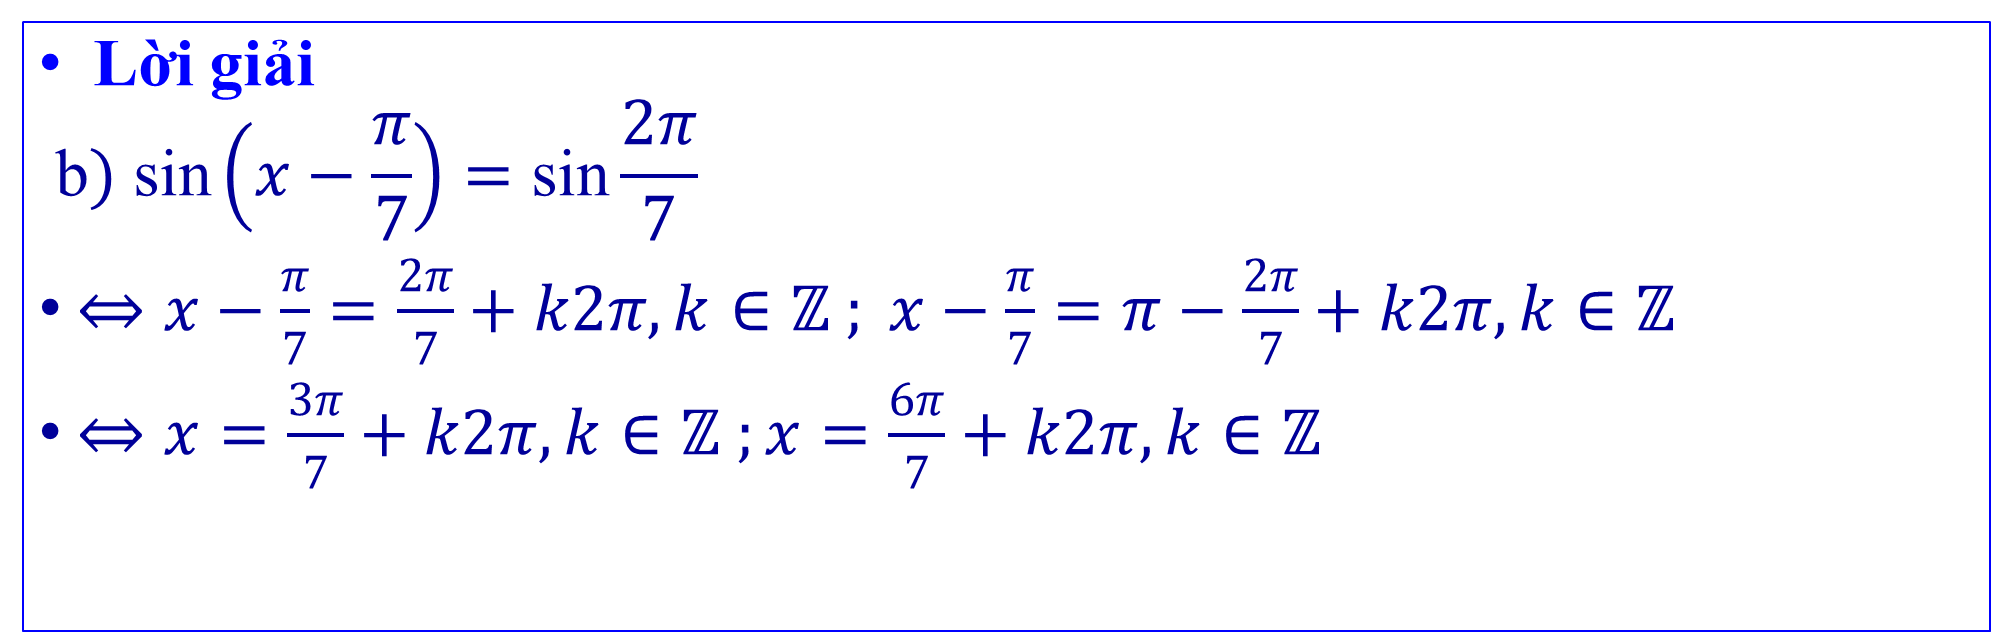 • Lời giải
b) sin(x − π/7) = sin 2π/7
• ⇔ x − π/7 = 2π/7 + k2π, k ∈ ℤ ; x − π/7 = π − 2π/7 + k2π, k ∈ ℤ
• ⇔ x = 3π/7 + k2π, k ∈ ℤ ; x = 6π/7 + k2π, k ∈ ℤ